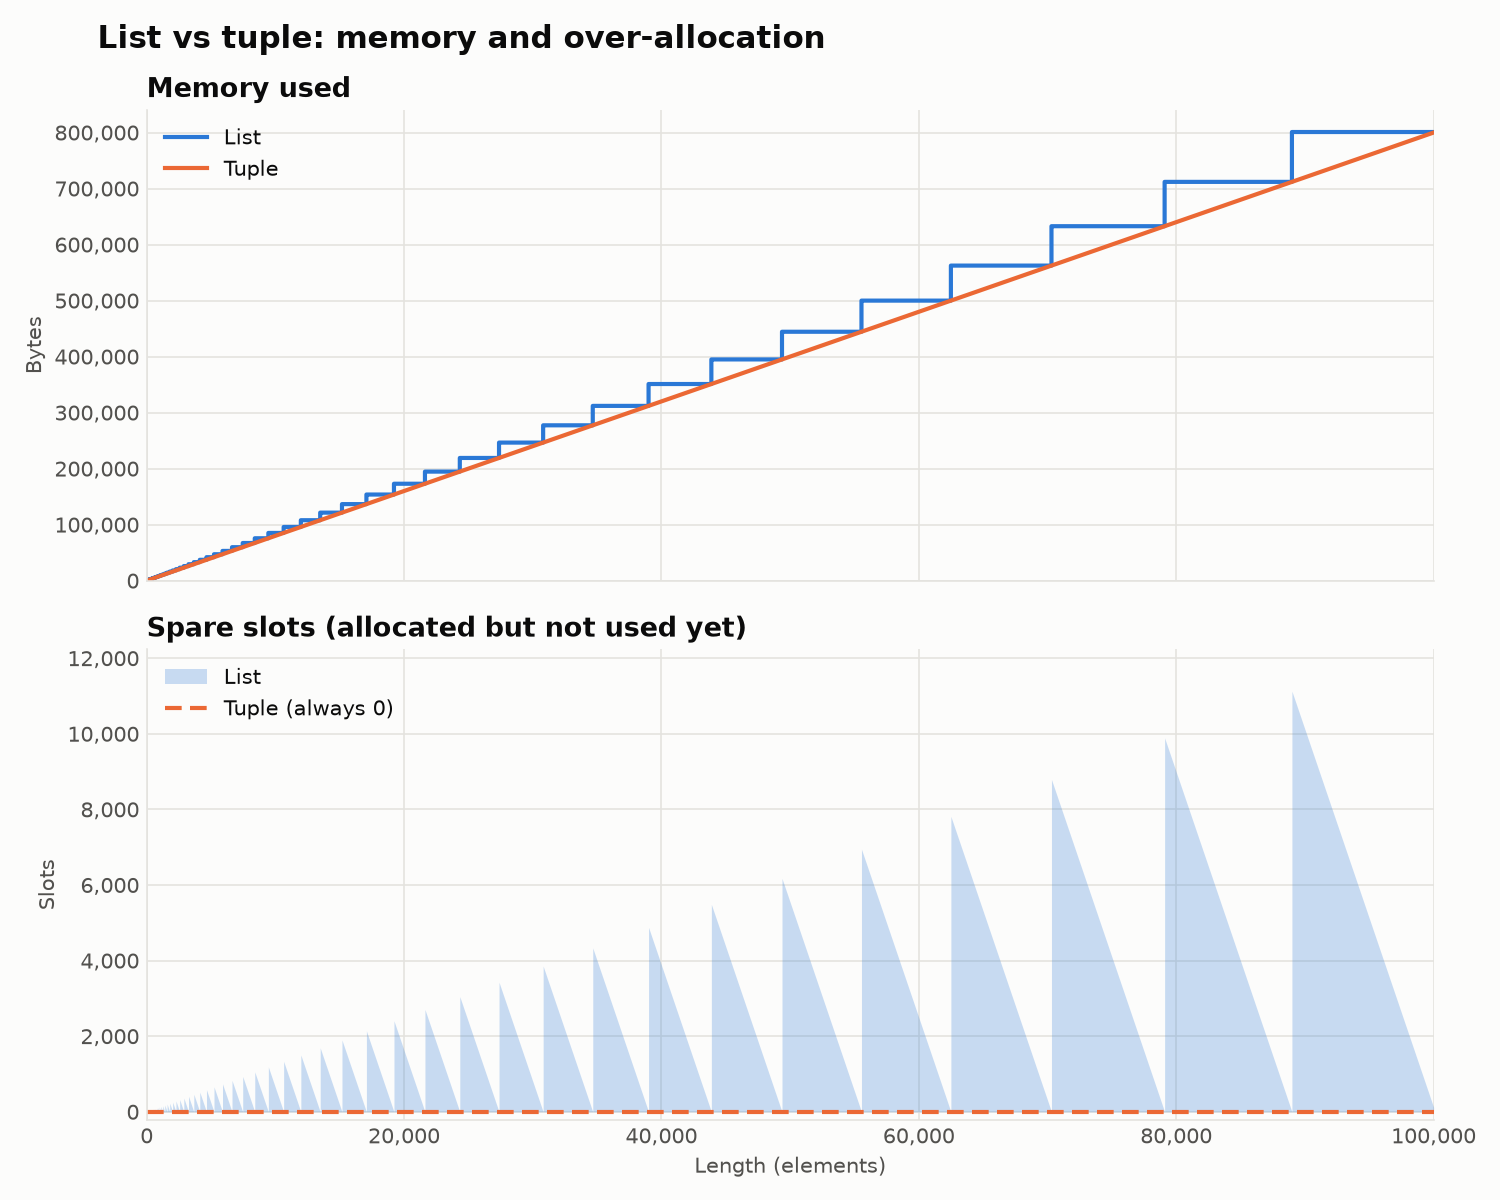 List vs tuple: memory and over-allocation
Memory used
List
Tuple
800,000
700,000
600,000
500,000
400,000
300,000
200,000
100,000
0
Bytes
Spare slots (allocated but not used yet)
List
Tuple (always 0)
12,000
10,000
8,000
6,000
4,000
2,000
0
Slots
0 20,000 40,000 60,000 80,000 100,000
Length (elements)